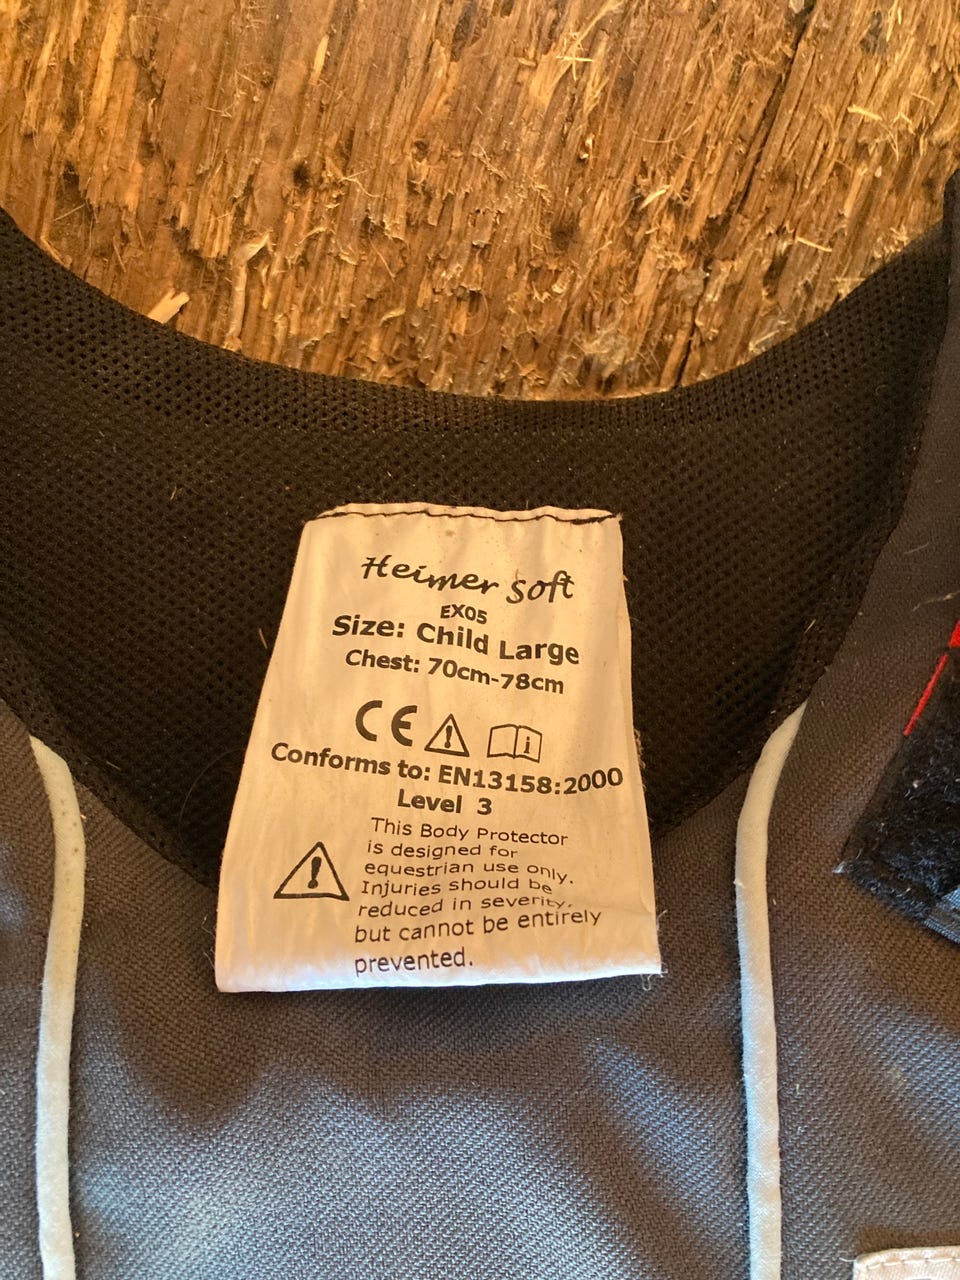 Heimer Soft
EX05
Size: Child Large
Chest: 70cm-78cm
CE
Conforms to: EN13158:2000
Level 3
This Body Protector
is designed for
equestrian use only.
Injuries should be
reduced in severity,
but cannot be entirely
prevented.